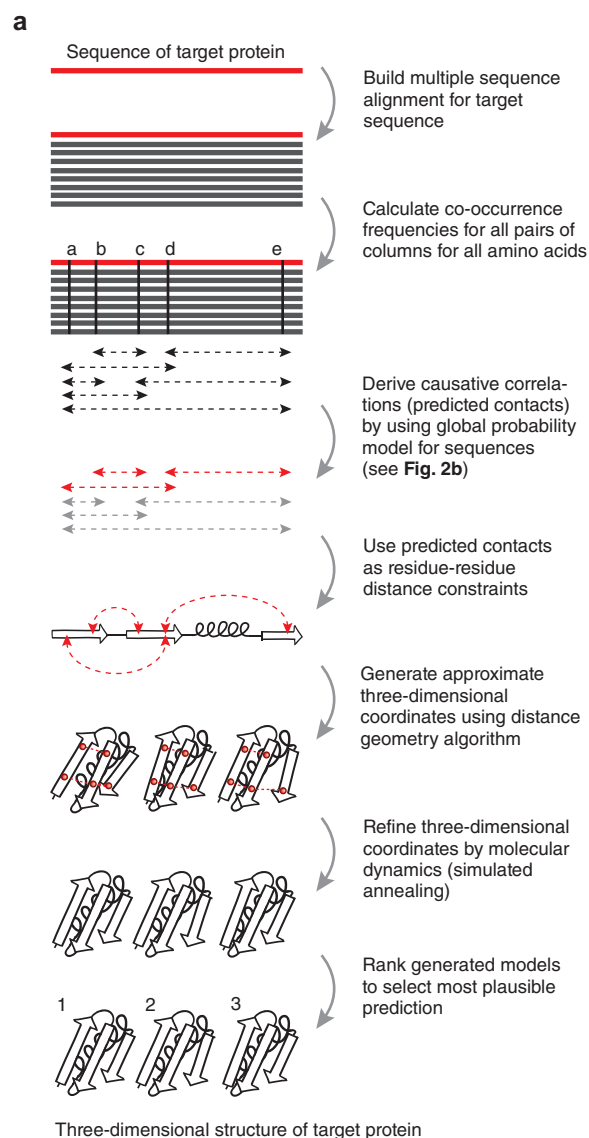 a
Sequence of target protein
Build multiple sequence
alignment for target
sequence
Calculate co-occurrence
frequencies for all pairs of
columns for all amino acids
a b c d e
Derive causative correla-
tions (predicted contacts)
by using global probability
model for sequences
(see Fig. 2b)
Use predicted contacts
as residue-residue
distance constraints
Generate approximate
three-dimensional
coordinates using distance
geometry algorithm
Refine three-dimensional
coordinates by molecular
dynamics (simulated
annealing)
Rank generated models
to select most plausible
prediction
1 2 3
Three-dimensional structure of target protein